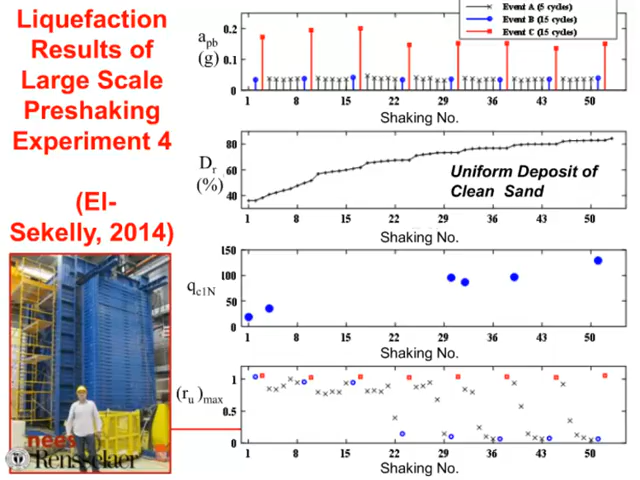 Liquefaction
Results of
Large Scale
Preshaking
Experiment 4
(El-
Sekelly, 2014)
nees
Rensselaer
Event A (5 cycles)
Event B (15 cycles)
Event C (15 cycles)
apb
(g)
0.2
0.1
0
1 8 16 22 29 36 43 50
Shaking No.
Dr
(%)
80
60
40
Uniform Deposit of
Clean Sand
1 8 15 22 29 36 43 50
Shaking No.
qc1N
150
100
50
0
1 8 15 22 29 36 43 50
Shaking No.
(ru)max
1
0.5
0
1 8 15 22 29 36 43 50
Shaking No.